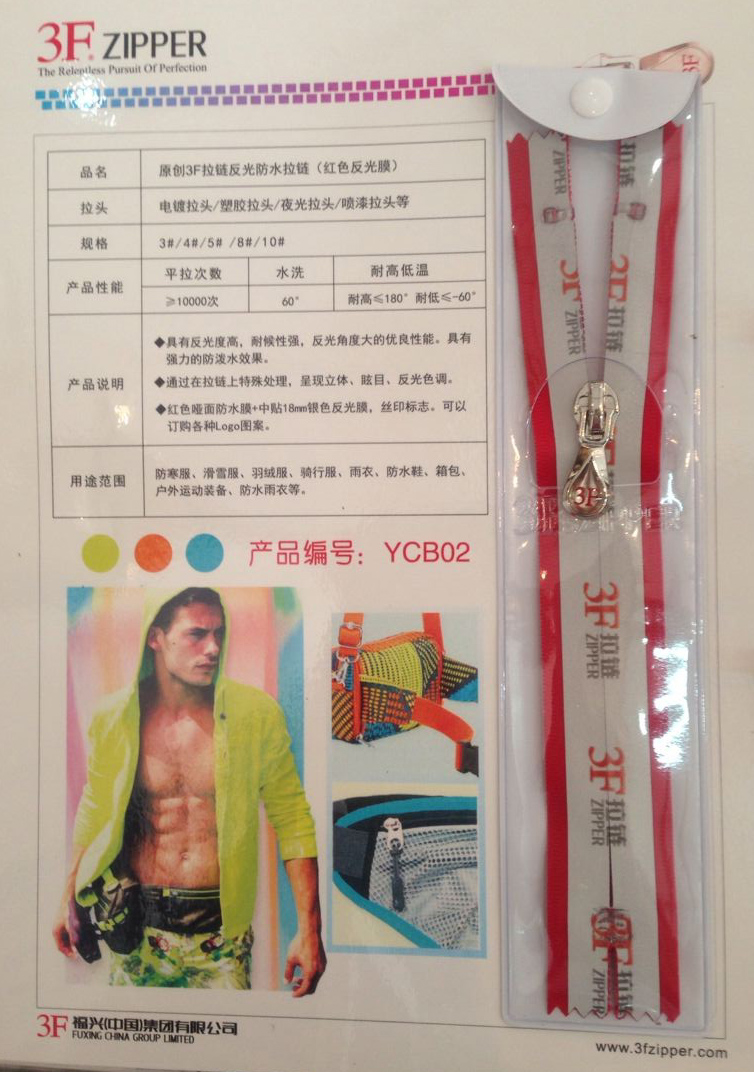 3F ZIPPER
The Relentless Pursuit Of Perfection
品名 原创3F拉链反光防水拉链（红色反光膜）
拉头 电镀拉头/塑胶拉头/夜光拉头/喷漆拉头等
规格 3#/4#/5# /8#/10#
产品性能 平拉次数 水洗 耐高低温
≥10000次 60° 耐高≤180° 耐低≤-60°
产品说明
◆具有反光度高，耐候性强，反光角度大的优良性能。具有
强力的防泼水效果。
◆通过在拉链上特殊处理，呈现立体、眩目、反光色调。
◆红色哑面防水膜+中贴18mm银色反光膜，丝印标志。可以
订购各种Logo图案。
用途范围
防寒服、滑雪服、羽绒服、骑行服、雨衣、防水鞋、箱包、
户外运动装备、防水雨衣等。
产品编号：YCB02
3F 福兴(中国)集团有限公司
FUXING CHINA GROUP LIMITED
www.3fzipper.com
拉链
ZIPPER
3F
ZIPPER
3F 拉链
ZIPPER
3F
3F 拉链
ZIPPER
3F 拉链
ZIPPER
3F 拉链
ZIPPER